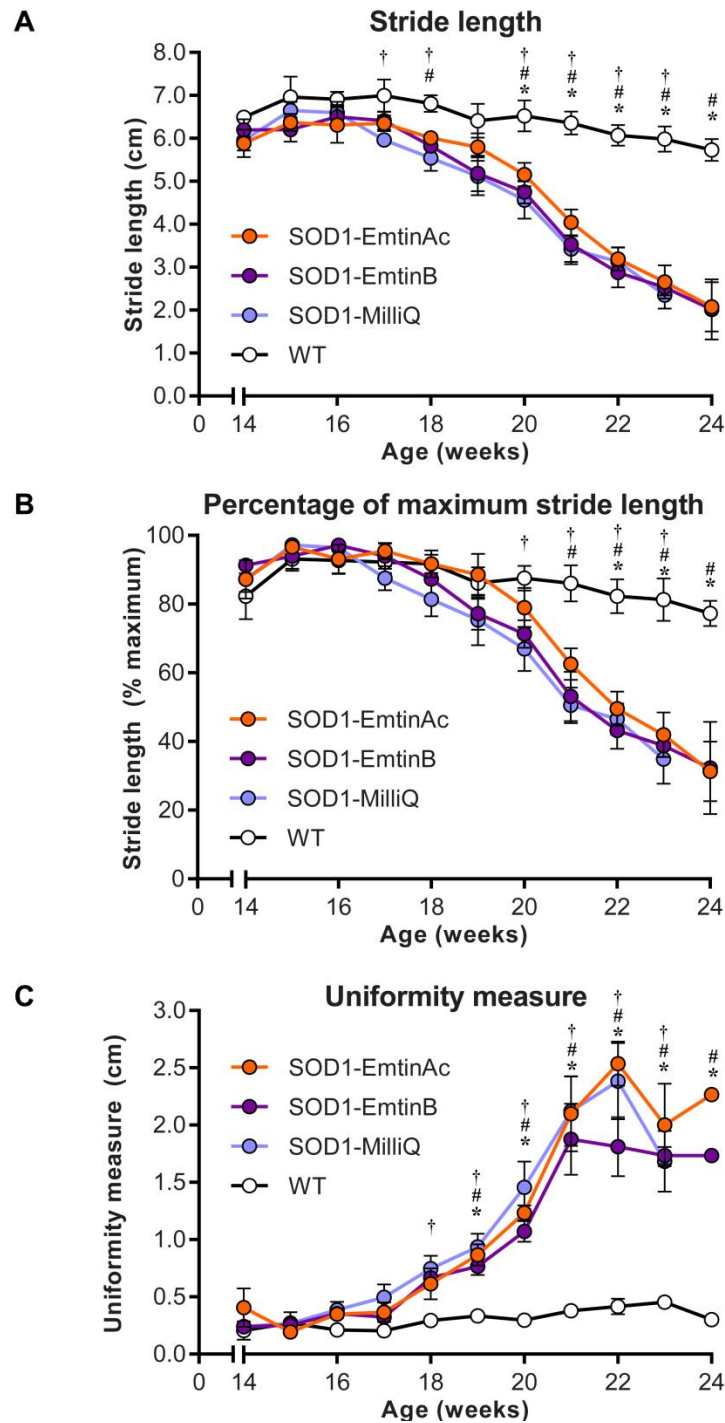 A
Stride length
8.0
7.0
6.0
5.0
4.0
3.0
2.0
1.0
0.0
Stride length (cm)
† † † † † †
# # # # # #
* * * * *
SOD1-EmtinAc
SOD1-EmtinB
SOD1-MilliQ
WT
0 14 16 18 20 22 24
Age (weeks)
B
Percentage of maximum stride length
100
80
60
40
20
0
Stride length (% maximum)
† † † †
# # # #
* * *
SOD1-EmtinAc
SOD1-EmtinB
SOD1-MilliQ
WT
0 14 16 18 20 22 24
Age (weeks)
C
Uniformity measure
3.0
2.5
2.0
1.5
1.0
0.5
0
Uniformity measure (cm)
† † † † † †
# # # # # #
* * * * * *
SOD1-EmtinAc
SOD1-EmtinB
SOD1-MilliQ
WT
0 14 16 18 20 22 24
Age (weeks)